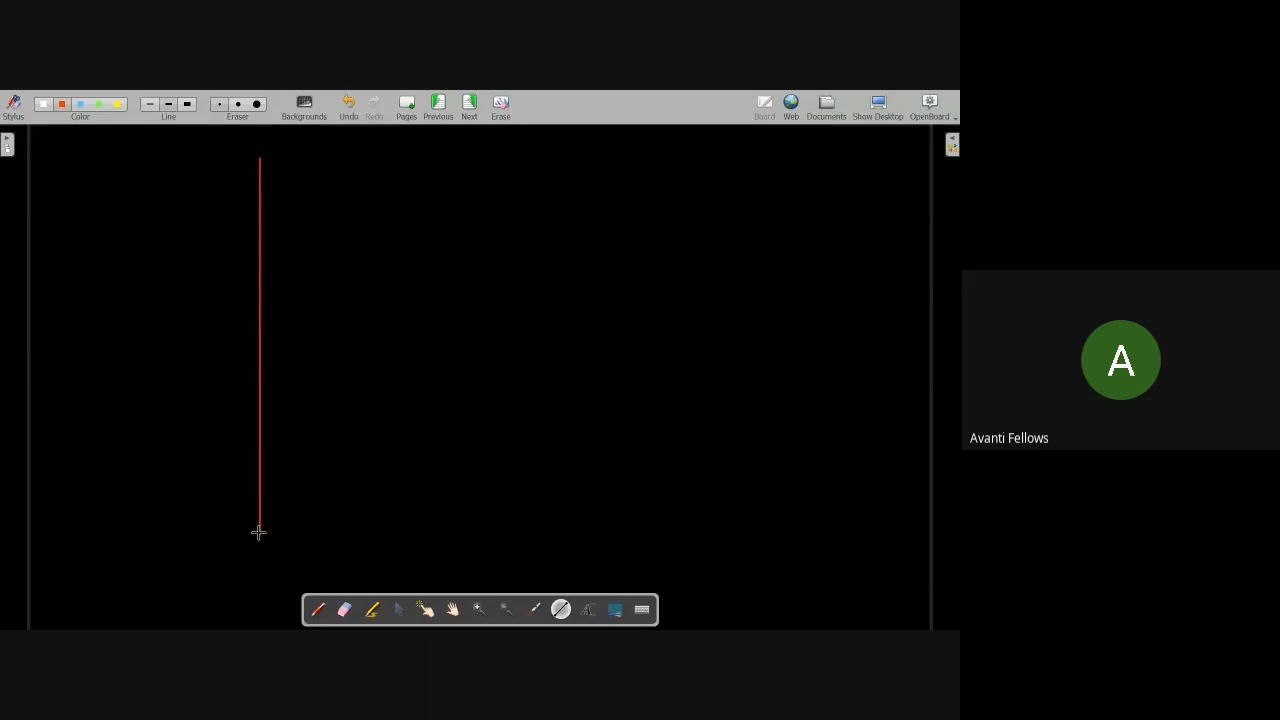 Stylus Color Line Eraser Backgrounds Undo Redo Pages Previous Next Erase Board Web Documents Show Desktop OpenBoard
A
Avanti Fellows